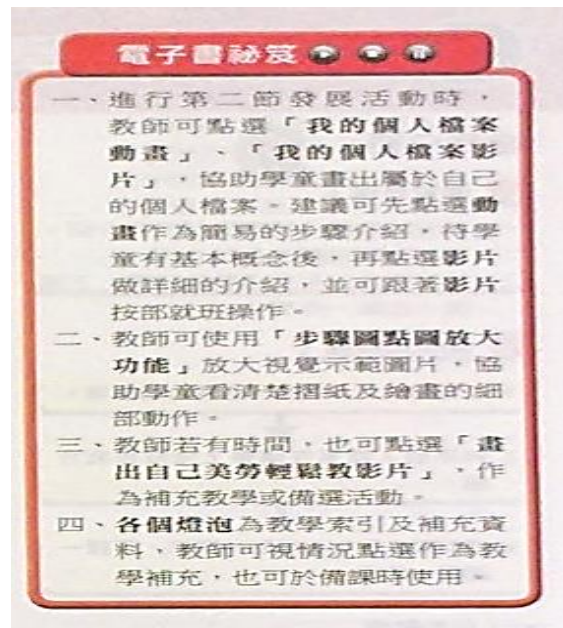 電子書祕笈
一、進行第二節發展活動時，
教師可點選「我的個人檔案
動畫」、「我的個人檔案影
片」，協助學童畫出屬於自己
的個人檔案。建議可先點選動
畫作為簡易的步驟介紹，待學
童有基本概念後，再點選影片
做詳細的介紹，並可跟著影片
按部就班操作。
二、教師可使用「步驟圖點圖放大
功能」放大視覺示範圖片，協
助學童看清楚摺紙及繪畫的細
部動作。
三、教師若有時間，也可點選「畫
出自己美勞輕鬆教影片」，作
為補充教學或備選活動。
四、各個燈泡為教學索引及補充資
料，教師可視情況點選作為教
學補充，也可於備課時使用。